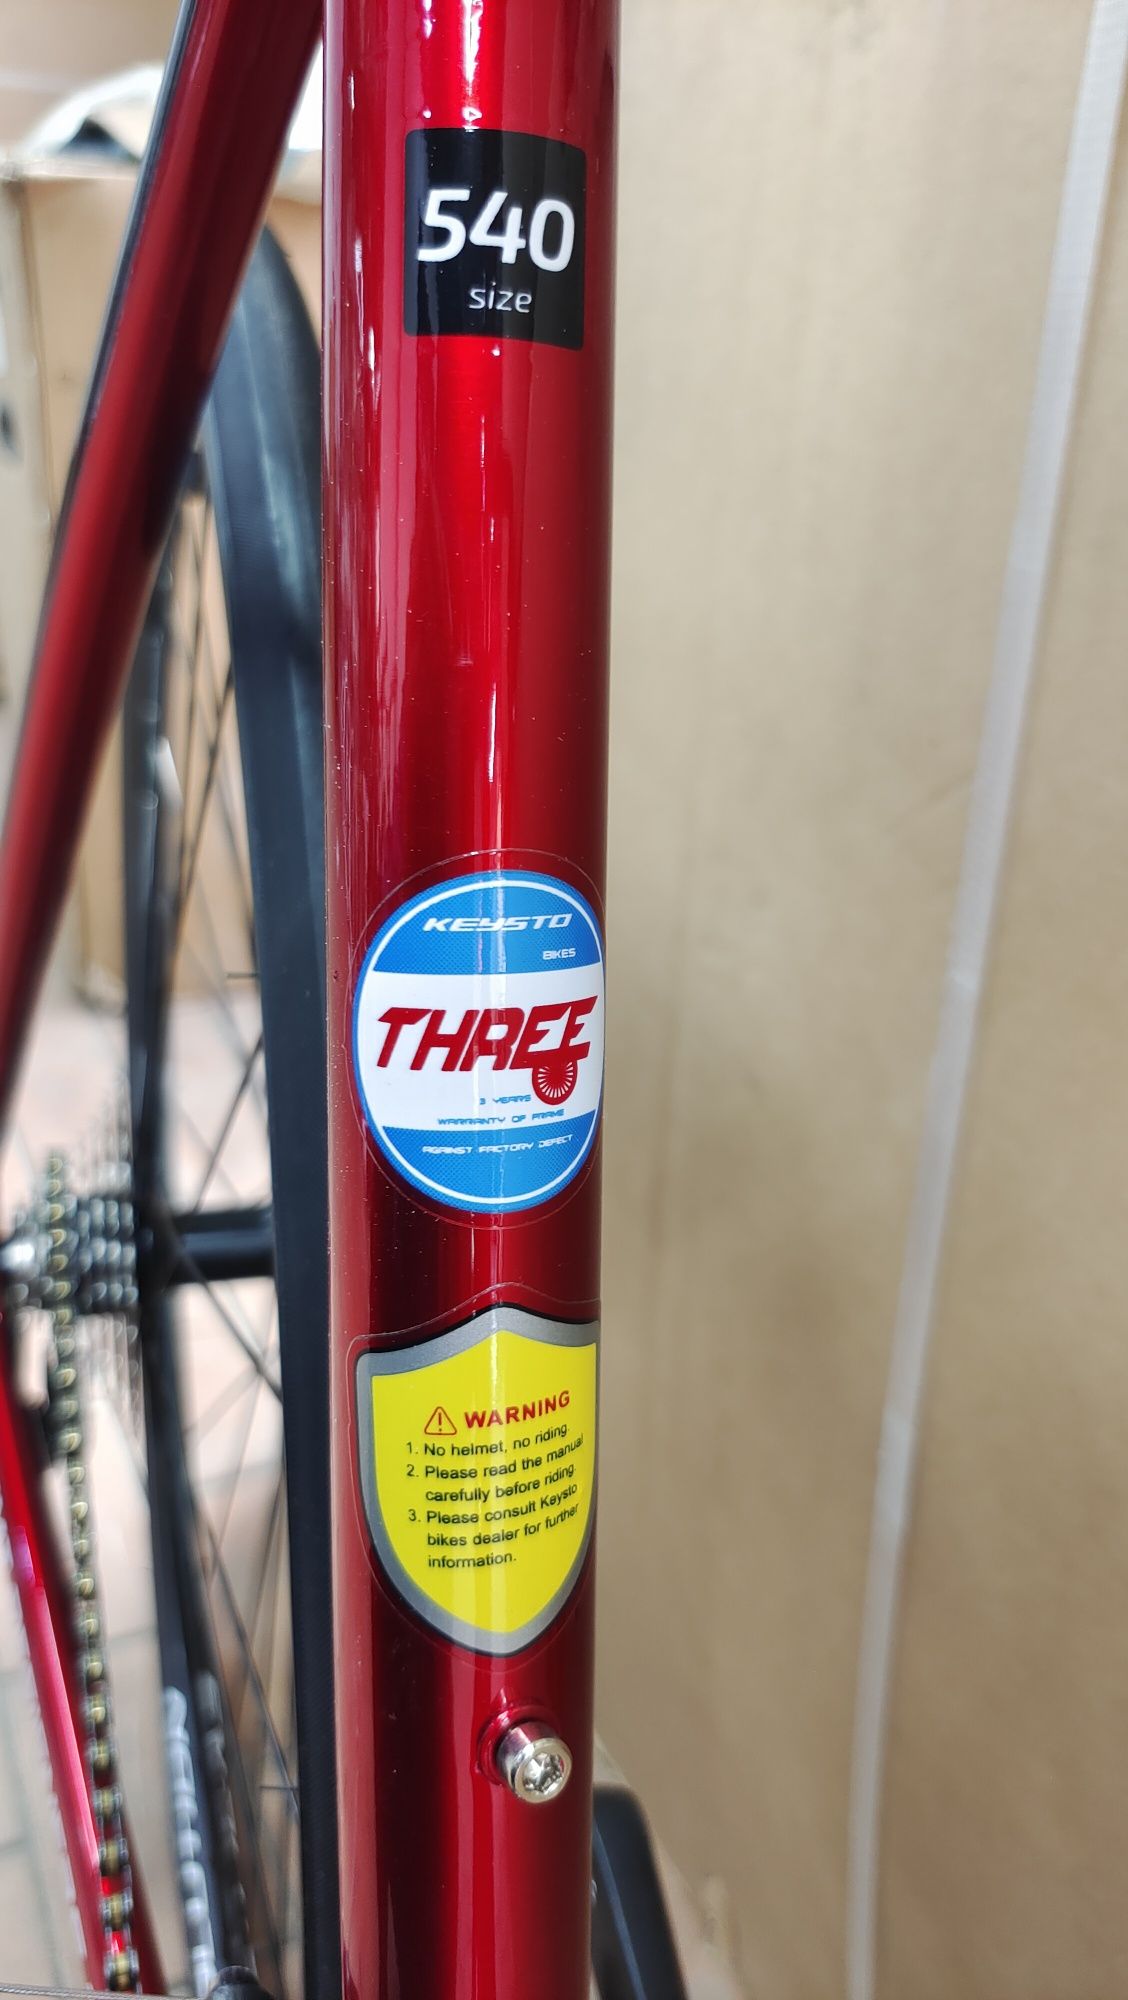 540
size
KEYSTO
BIKES
THREE
3 YEARS
WARRANTY OF FRAME
AGAINST FACTORY DEFECT
WARNING
1. No helmet, no riding.
2. Please read the manual
carefully before riding.
3. Please consult Keysto
bikes dealer for further
information.